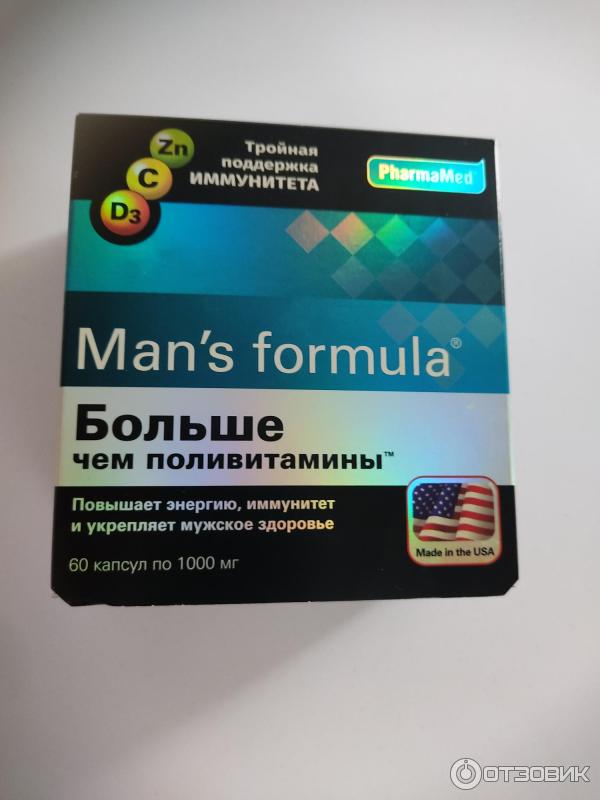 Zn
C
D3
Тройная
поддержка
ИММУНИТЕТА
PharmaMed®
Man's formula®
Больше
чем поливитамины™
Повышает энергию, иммунитет
и укрепляет мужское здоровье
60 капсул по 1000 мг
Made in the USA
ОТЗОВИК